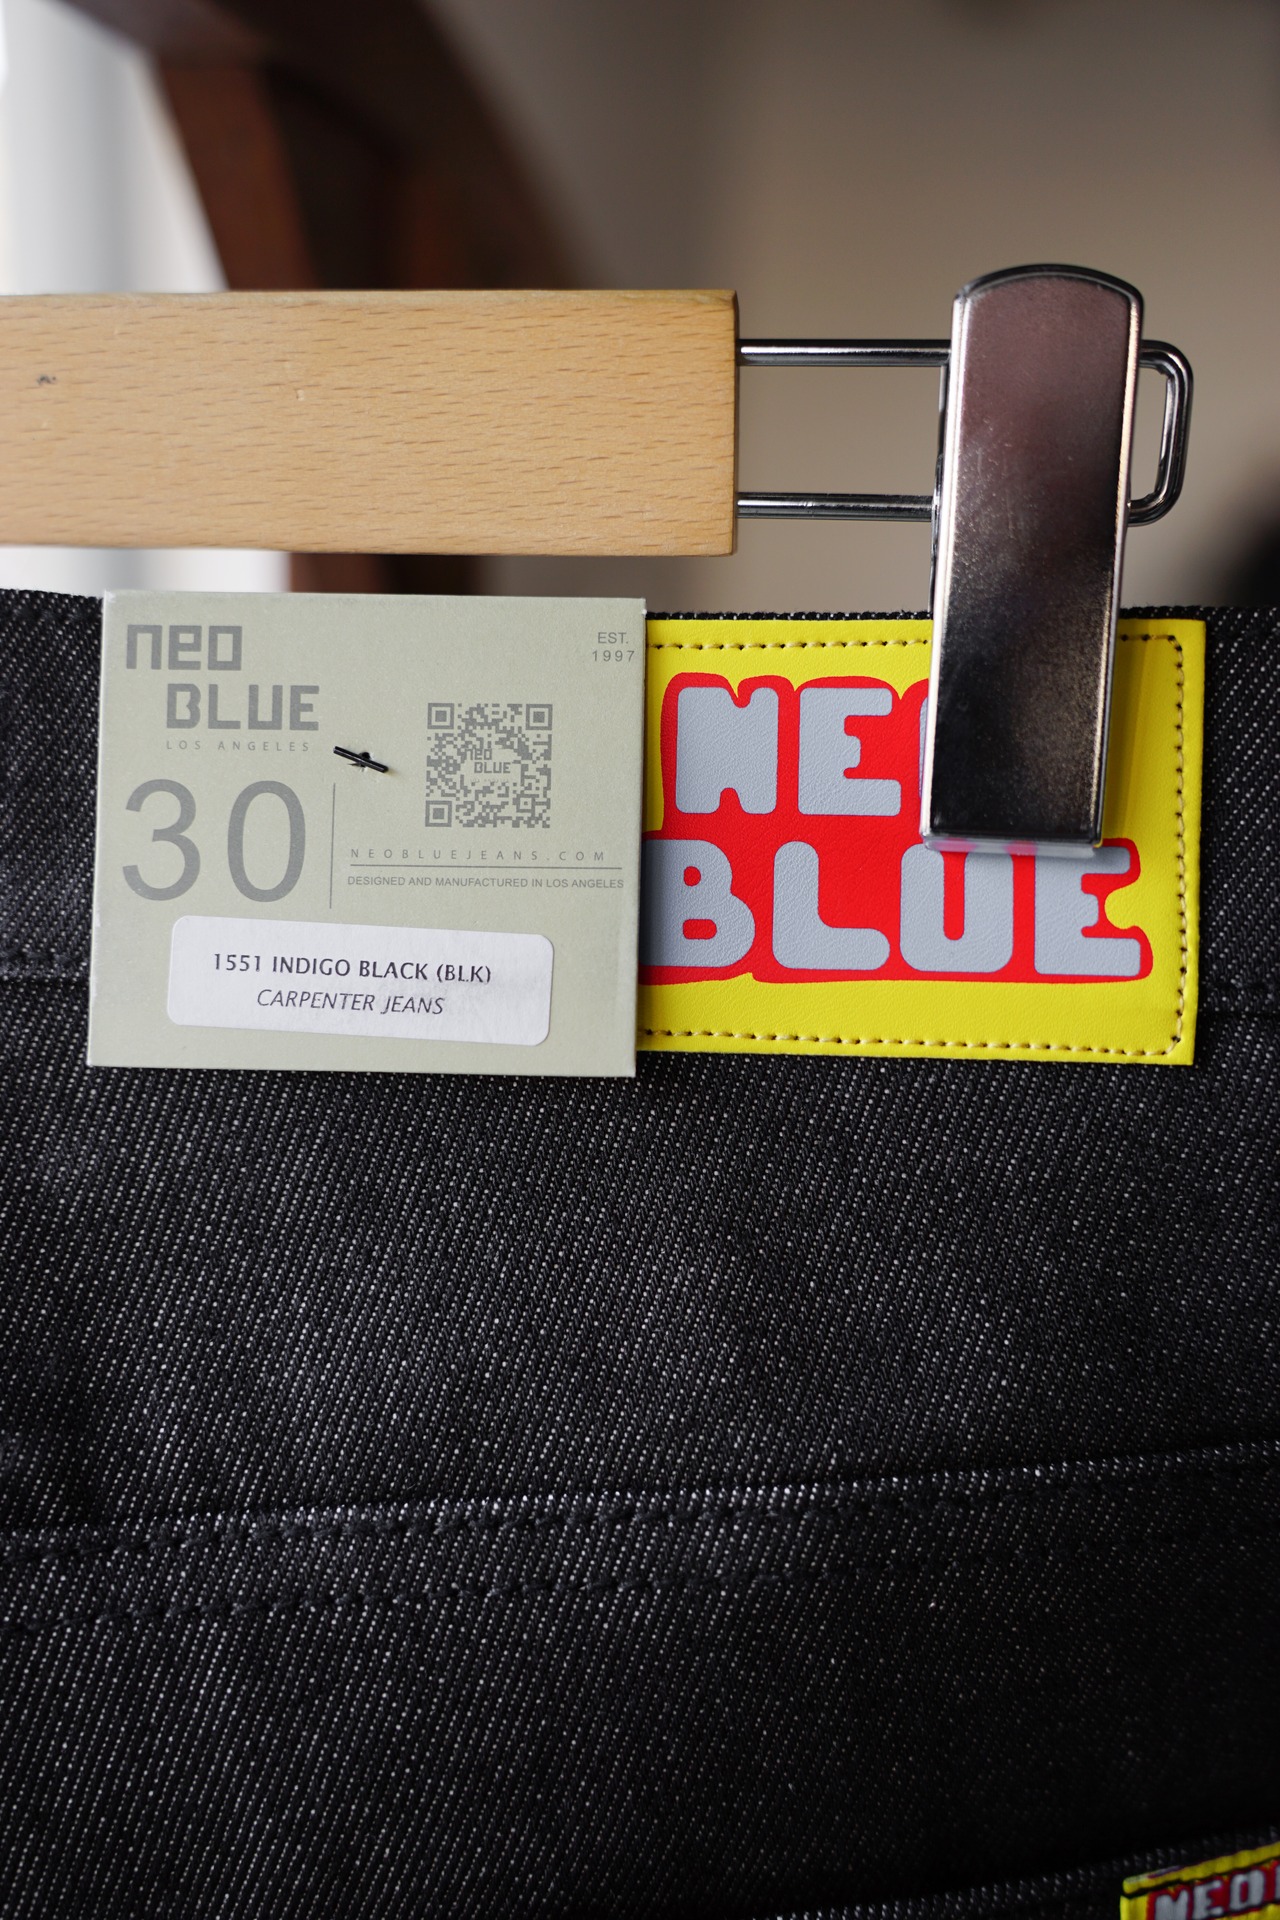 neo
BLUE
LOS ANGELES
EST.
1997
neo
BLUE
30
NEOBLUEJEANS.COM
DESIGNED AND MANUFACTURED IN LOS ANGELES
1551 INDIGO BLACK (BLK)
CARPENTER JEANS
NE
BLUE
NEO